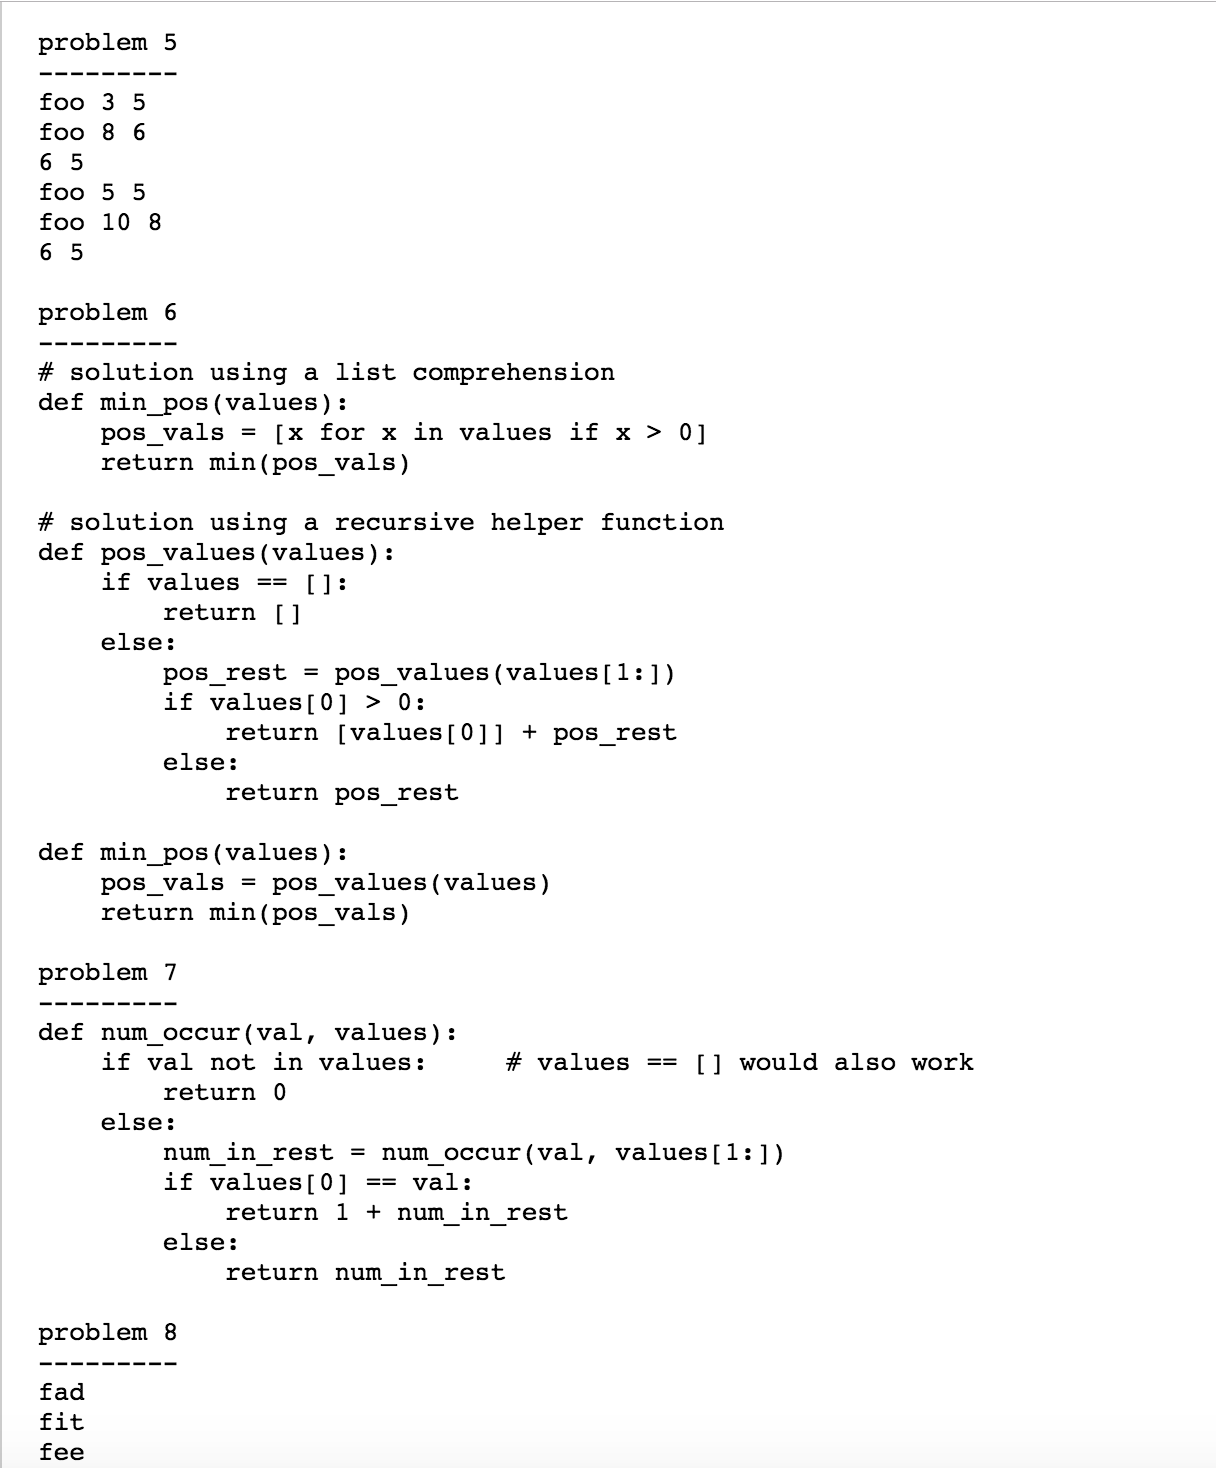 problem 5
---------
foo 3 5
foo 8 6
6 5
foo 5 5
foo 10 8
6 5

problem 6
---------
# solution using a list comprehension
def min_pos(values):
    pos_vals = [x for x in values if x > 0]
    return min(pos_vals)

# solution using a recursive helper function
def pos_values(values):
    if values == []:
        return []
    else:
        pos_rest = pos_values(values[1:])
        if values[0] > 0:
            return [values[0]] + pos_rest
        else:
            return pos_rest

def min_pos(values):
    pos_vals = pos_values(values)
    return min(pos_vals)

problem 7
---------
def num_occur(val, values):
    if val not in values:     # values == [] would also work
        return 0
    else:
        num_in_rest = num_occur(val, values[1:])
        if values[0] == val:
            return 1 + num_in_rest
        else:
            return num_in_rest

problem 8
---------
fad
fit
fee